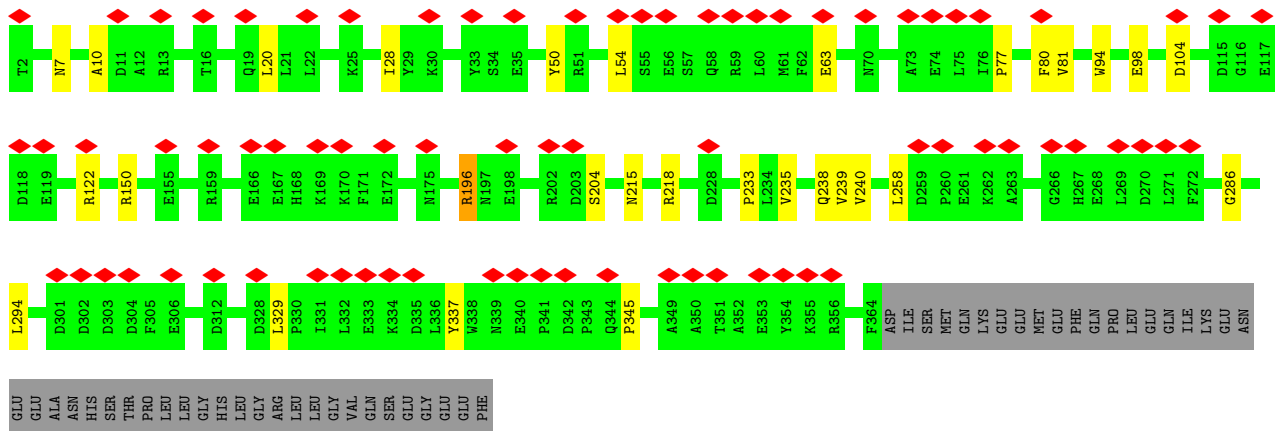 T2 N7 A10 D11 A12 R13 T16 Q19 L20 L21 L22 K25 I28 Y29 K30 Y33 S34 E35 Y50 R51 L54 S55 E56 S57 Q58 R59 L60 M61 F62 E63 N70 A73 E74 L75 I76 P77 F80 V81 W94 E98 D104 D115 G116 E117
D118 E119 R122 R150 E155 R159 E166 E167 H168 K169 K170 F171 E172 N175 R196 N197 E198 R202 D203 S204 N215 R218 D228 P233 L234 V235 Q238 V239 V240 L258 D259 P260 E261 K262 A263 G266 H267 E268 L269 D270 L271 F272 G286
L294 D301 D302 D303 D304 F305 E306 D312 D328 L329 P330 I331 L332 E333 K334 D335 L336 Y337 W338 N339 E340 P341 D342 P343 Q344 P345 A349 A350 T351 A352 E353 Y354 K355 R356 F364 ASP ILE SER MET GLN LYS GLU GLU MET GLU PHE GLN PRO LEU GLU GLN ILE LYS GLU ASN
GLU GLU ALA ASN HIS SER THR PRO LEU LEU GLY HIS LEU GLY ARG LEU LEU GLY VAL GLN SER GLU GLY GLU GLU PHE